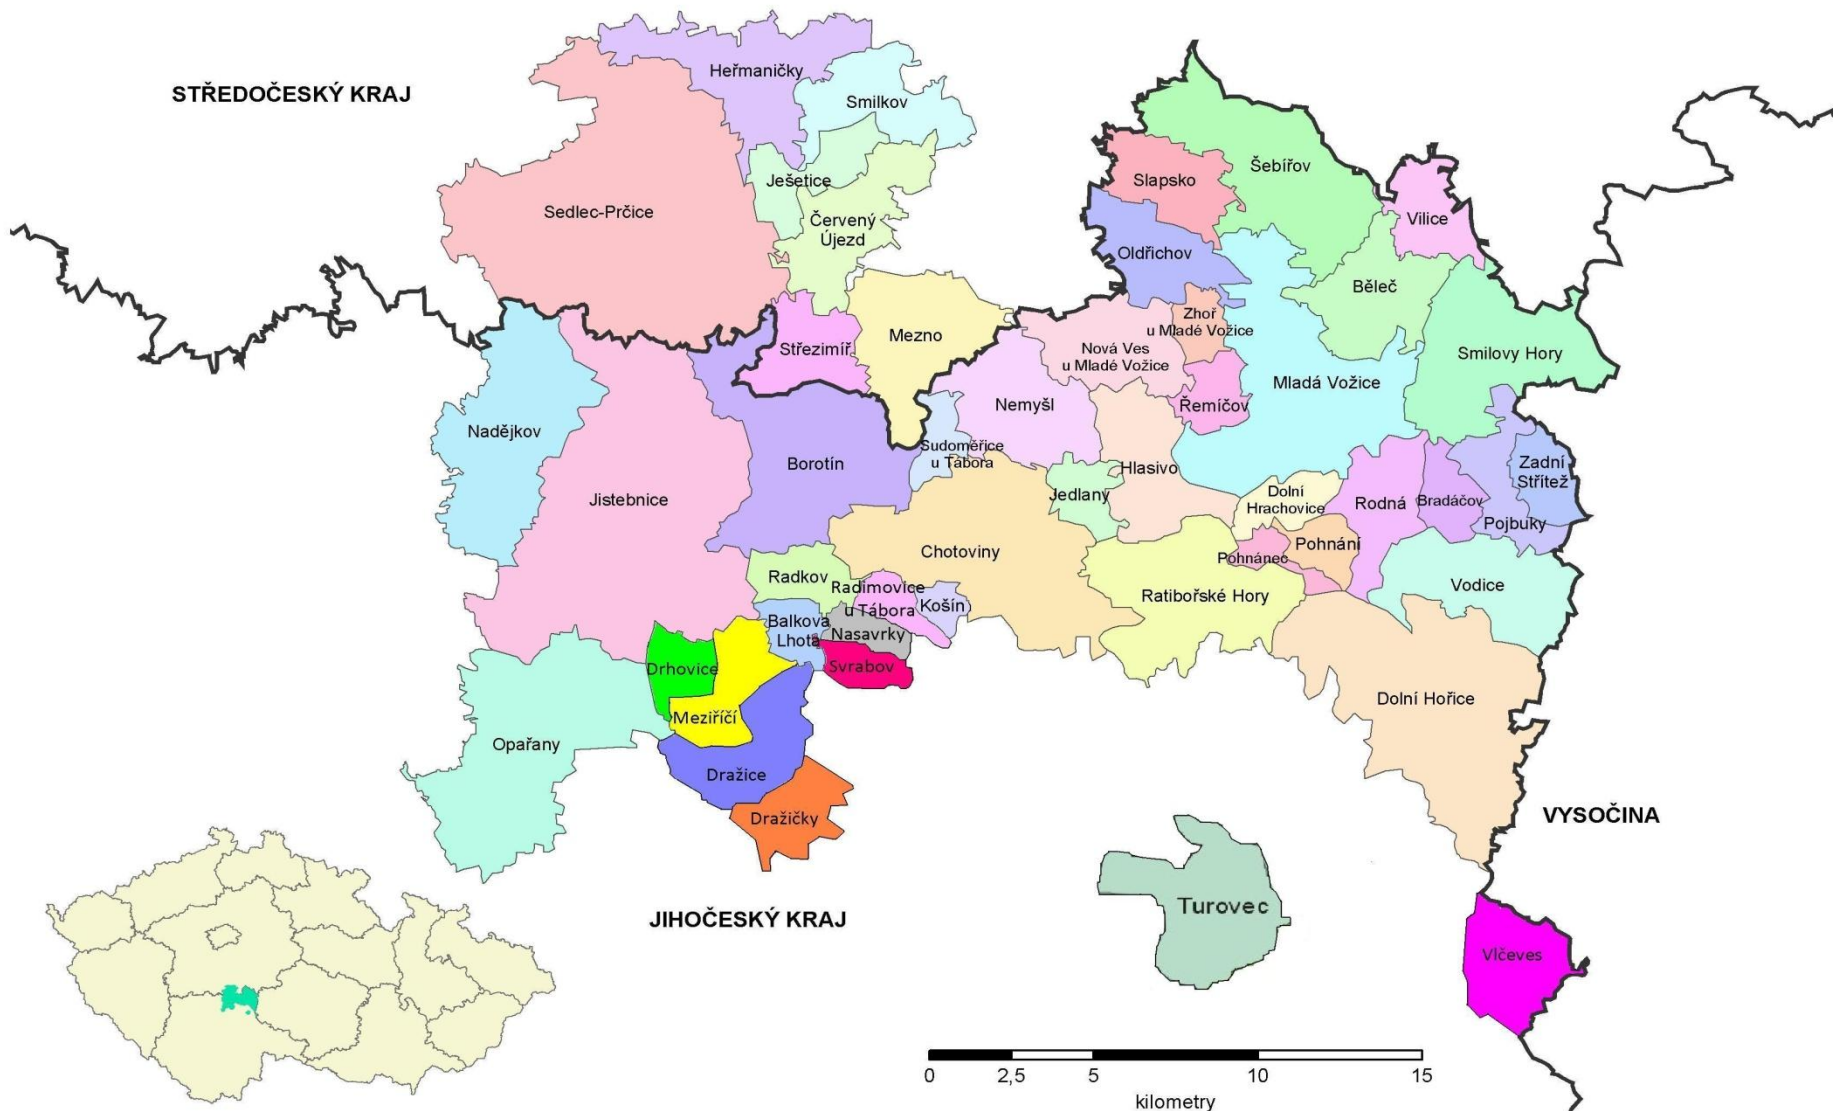 Heřmaničky
STŘEDOČESKÝ KRAJ
Smilkov
Šebířov
Ješetice
Slapsko
Sedlec-Prčice
Vilice
Červený
Újezd
Oldřichov
Běleč
Zhoř
u Mladé Vožice
Mezno
Střezimíř
Nová Ves
u Mladé Vožice
Smilovy Hory
Mladá Vožice
Nemyšl
Řemíčov
Nadějkov
Sudoměřice
u Tábora
Borotín
Hlasivo
Zadní
Střítež
Jistebnice
Jedlany
Dolní
Hrachovice
Rodná
Bradáčov
Pojbuky
Chotoviny
Pohnání
Pohnánec
Radkov
Radimovice
u Tábora
Košín
Ratibořské Hory
Vodice
Balkova
Lhota
Nasavrky
Drhovice
Svrabov
Dolní Hořice
Meziříčí
Opařany
Dražice
Dražičky
VYSOČINA
Turovec
JIHOČESKÝ KRAJ
Vlčeves
0 2,5 5 10 15
kilometry